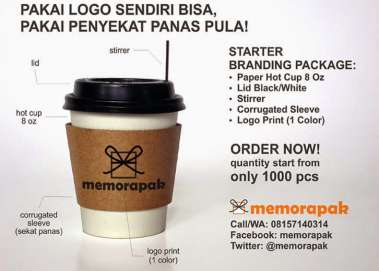 PAKAI LOGO SENDIRI BISA,
PAKAI PENYEKAT PANAS PULA!
stirrer
lid
hot cup
8 oz
memorapak
corrugated
sleeve
(sekat panas)
logo print
(1 color)
STARTER
BRANDING PACKAGE:
• Paper Hot Cup 8 Oz
• Lid Black/White
• Stirrer
• Corrugated Sleeve
• Logo Print (1 Color)
ORDER NOW!
quantity start from
only 1000 pcs
memorapak
Call/WA: 08157140314
Facebook: memorapak
Twitter: @memorapak